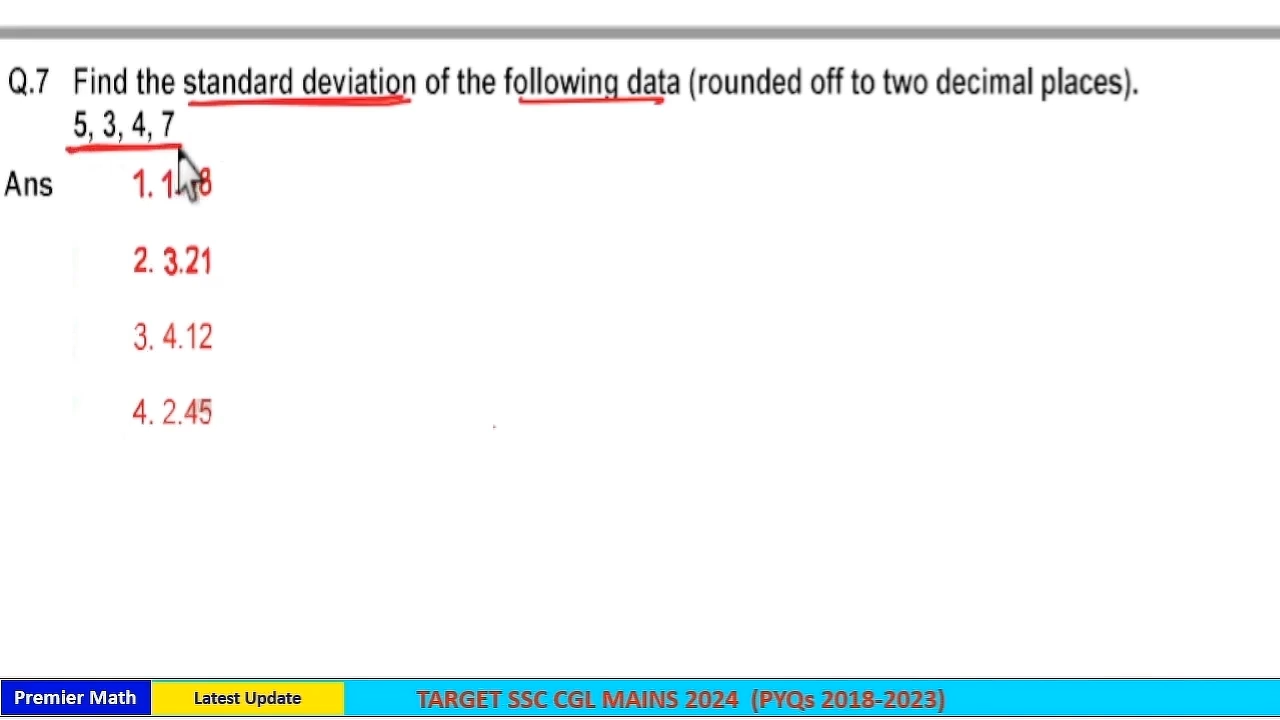 Q.7 Find the standard deviation of the following data (rounded off to two decimal places).
5, 3, 4, 7
Ans 1.
2. 3.21
3. 4.12
4. 2.45
Premier Math Latest Update TARGET SSC CGL MAINS 2024 (PYQs 2018-2023)